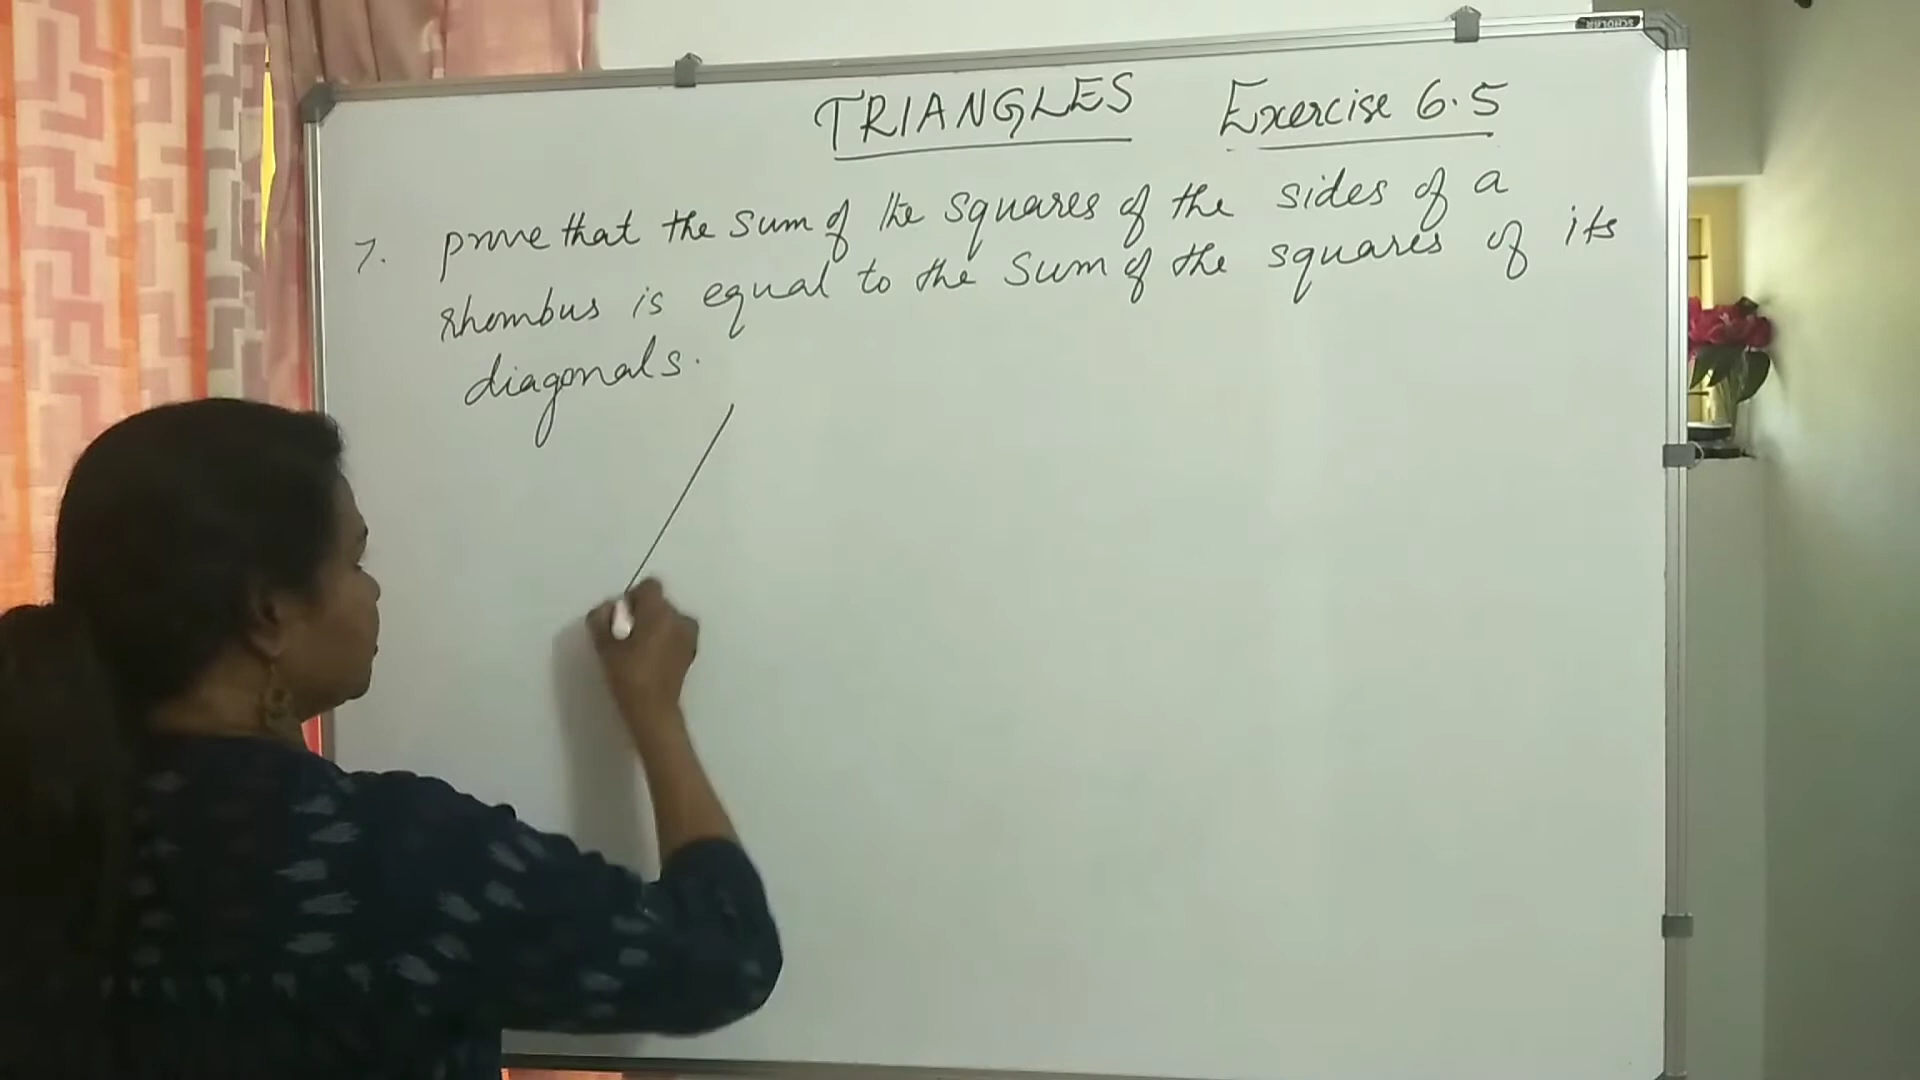 SCHOLAR
TRIANGLES Exercise 6.5
7. prove that the sum of the squares of the sides of a
rhombus is equal to the sum of the squares of its
diagonals.